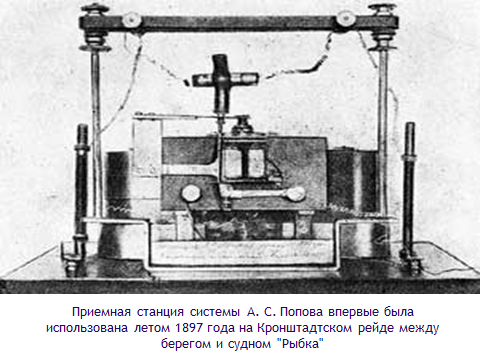 Приемная станция системы А. С. Попова впервые была
использована летом 1897 года на Кронштадтском рейде между
берегом и судном "Рыбка"